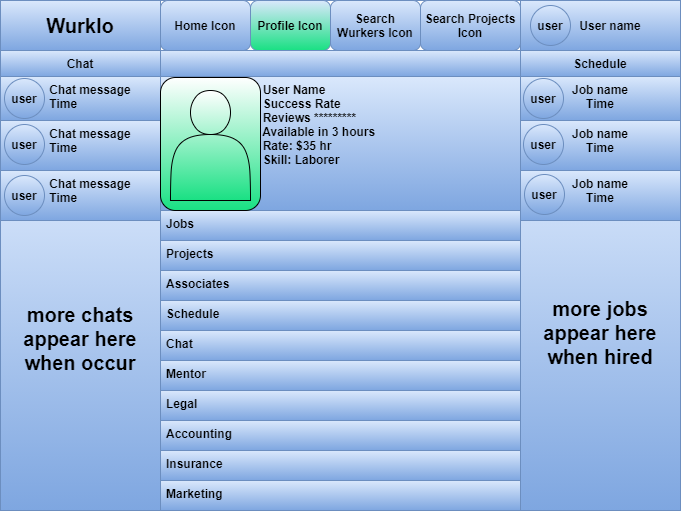 Wurklo
Home Icon
Profile Icon
Search
Wurkers Icon
Search Projects
Icon
user
User name
Chat
Schedule
user
Chat message
Time
user
Chat message
Time
user
Chat message
Time
User Name
Success Rate
Reviews *********
Available in 3 hours
Rate: $35 hr
Skill: Laborer
user
Job name
Time
user
Job name
Time
user
Job name
Time
Jobs
Projects
Associates
Schedule
Chat
Mentor
Legal
Accounting
Insurance
Marketing
more chats
appear here
when occur
more jobs
appear here
when hired